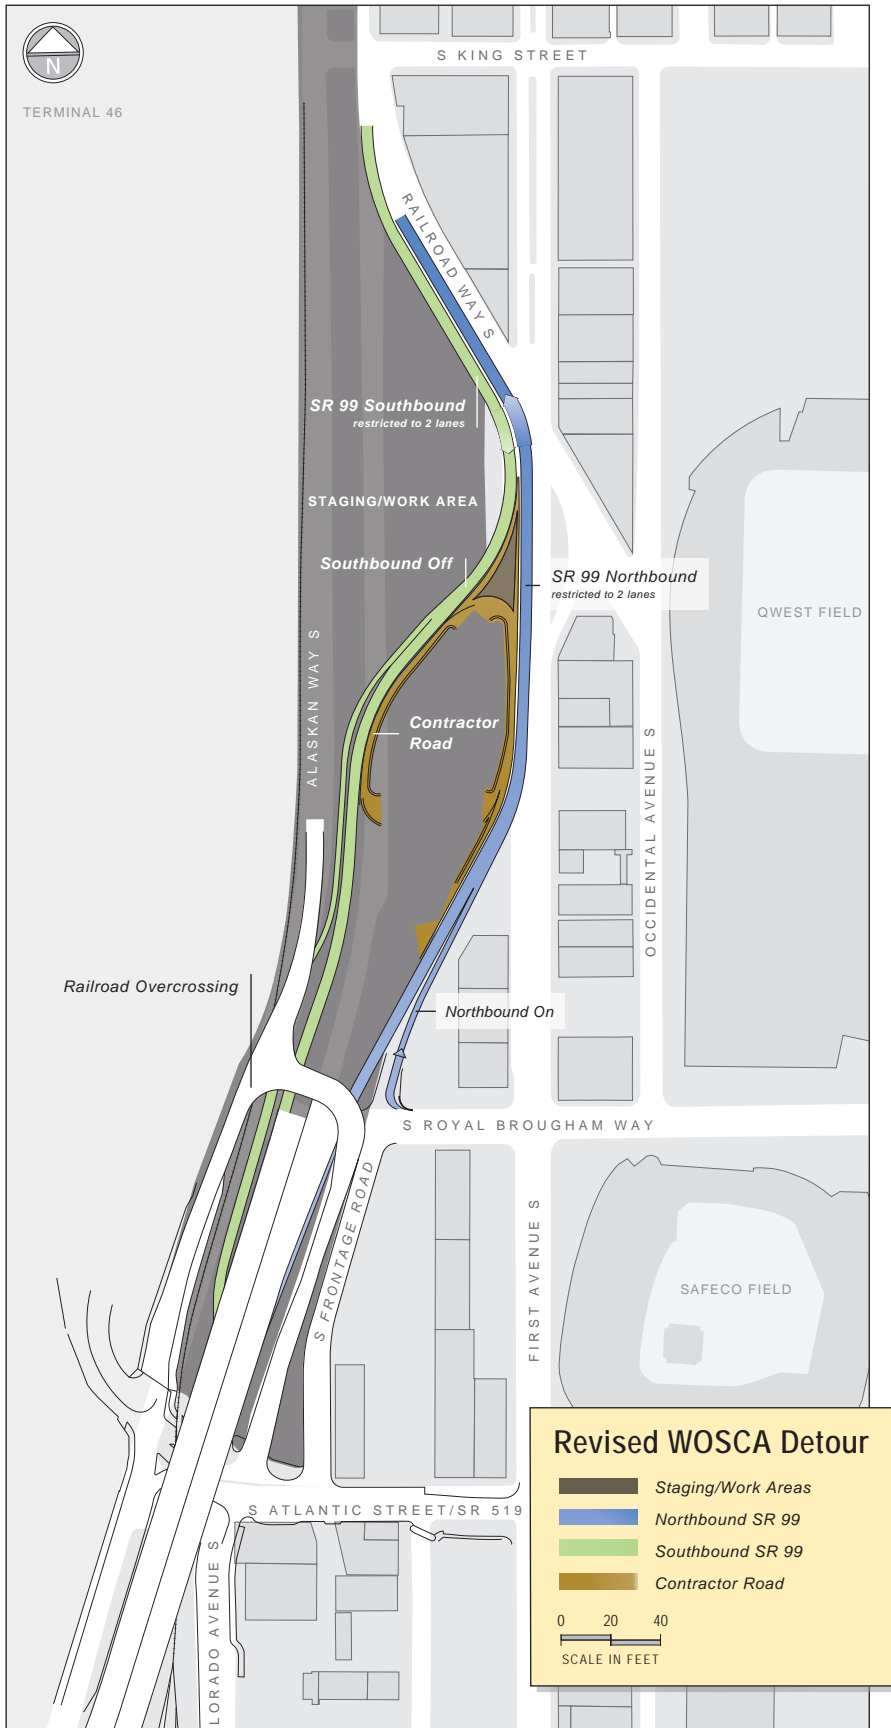 S KING STREET
N
TERMINAL 46
RAILROAD WAY S
SR 99 Southbound
restricted to 2 lanes
STAGING/WORK AREA
Southbound Off
SR 99 Northbound
restricted to 2 lanes
QWEST FIELD
ALASKAN WAY S
Contractor
Road
OCCIDENTAL AVENUE S
Railroad Overcrossing
Northbound On
S ROYAL BROUGHAM WAY
S FRONTAGE ROAD
FIRST AVENUE S
SAFECO FIELD
S ATLANTIC STREET/SR 519
LORADO AVENUE S
Revised WOSCA Detour
Staging/Work Areas
Northbound SR 99
Southbound SR 99
Contractor Road
0 20 40
SCALE IN FEET